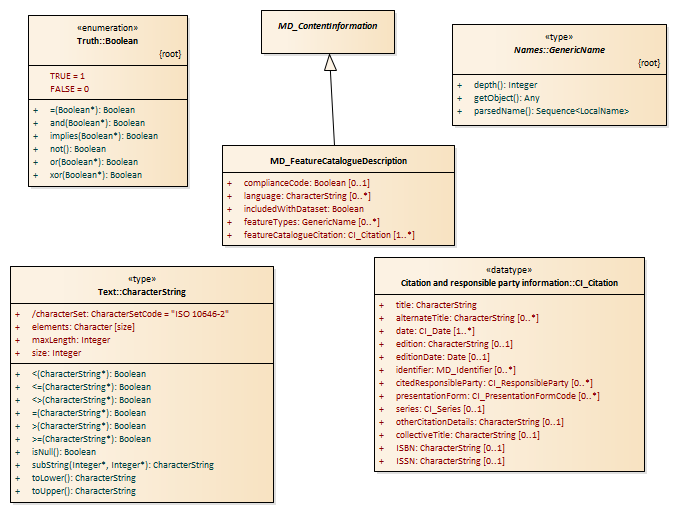 «enumeration»
Truth::Boolean
{root}
TRUE = 1
FALSE = 0
+ =(Boolean*): Boolean
+ and(Boolean*): Boolean
+ implies(Boolean*): Boolean
+ not(): Boolean
+ or(Boolean*): Boolean
+ xor(Boolean*): Boolean
MD_ContentInformation
«type»
Names::GenericName
{root}
+ depth(): Integer
+ getObject(): Any
+ parsedName(): Sequence<LocalName>
MD_FeatureCatalogueDescription
+ complianceCode: Boolean [0..1]
+ language: CharacterString [0..*]
+ includedWithDataset: Boolean
+ featureTypes: GenericName [0..*]
+ featureCatalogueCitation: CI_Citation [1..*]
«type»
Text::CharacterString
+ /characterSet: CharacterSetCode = "ISO 10646-2"
+ elements: Character [size]
+ maxLength: Integer
+ size: Integer
+ <(CharacterString*): Boolean
+ <=(CharacterString*): Boolean
+ <>(CharacterString*): Boolean
+ =(CharacterString*): Boolean
+ >(CharacterString*): Boolean
+ >=(CharacterString*): Boolean
+ isNull(): Boolean
+ subString(Integer*, Integer*): CharacterString
+ toLower(): CharacterString
+ toUpper(): CharacterString
«datatype»
Citation and responsible party information::CI_Citation
+ title: CharacterString
+ alternateTitle: CharacterString [0..*]
+ date: CI_Date [1..*]
+ edition: CharacterString [0..1]
+ editionDate: Date [0..1]
+ identifier: MD_Identifier [0..*]
+ citedResponsibleParty: CI_ResponsibleParty [0..*]
+ presentationForm: CI_PresentationFormCode [0..*]
+ series: CI_Series [0..1]
+ otherCitationDetails: CharacterString [0..1]
+ collectiveTitle: CharacterString [0..1]
+ ISBN: CharacterString [0..1]
+ ISSN: CharacterString [0..1]